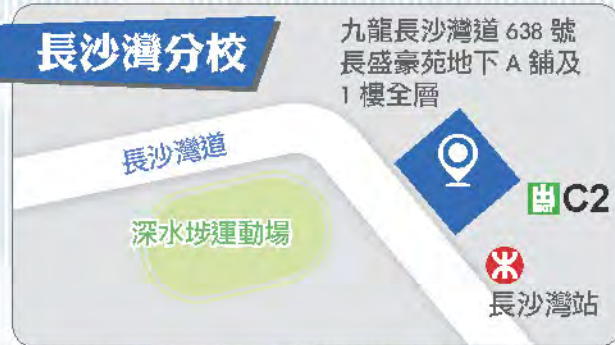 長沙灣分校
九龍長沙灣道 638 號
長盛豪苑地下 A 鋪及
1 樓全層
長沙灣道
深水埗運動場
出 C2
長沙灣站